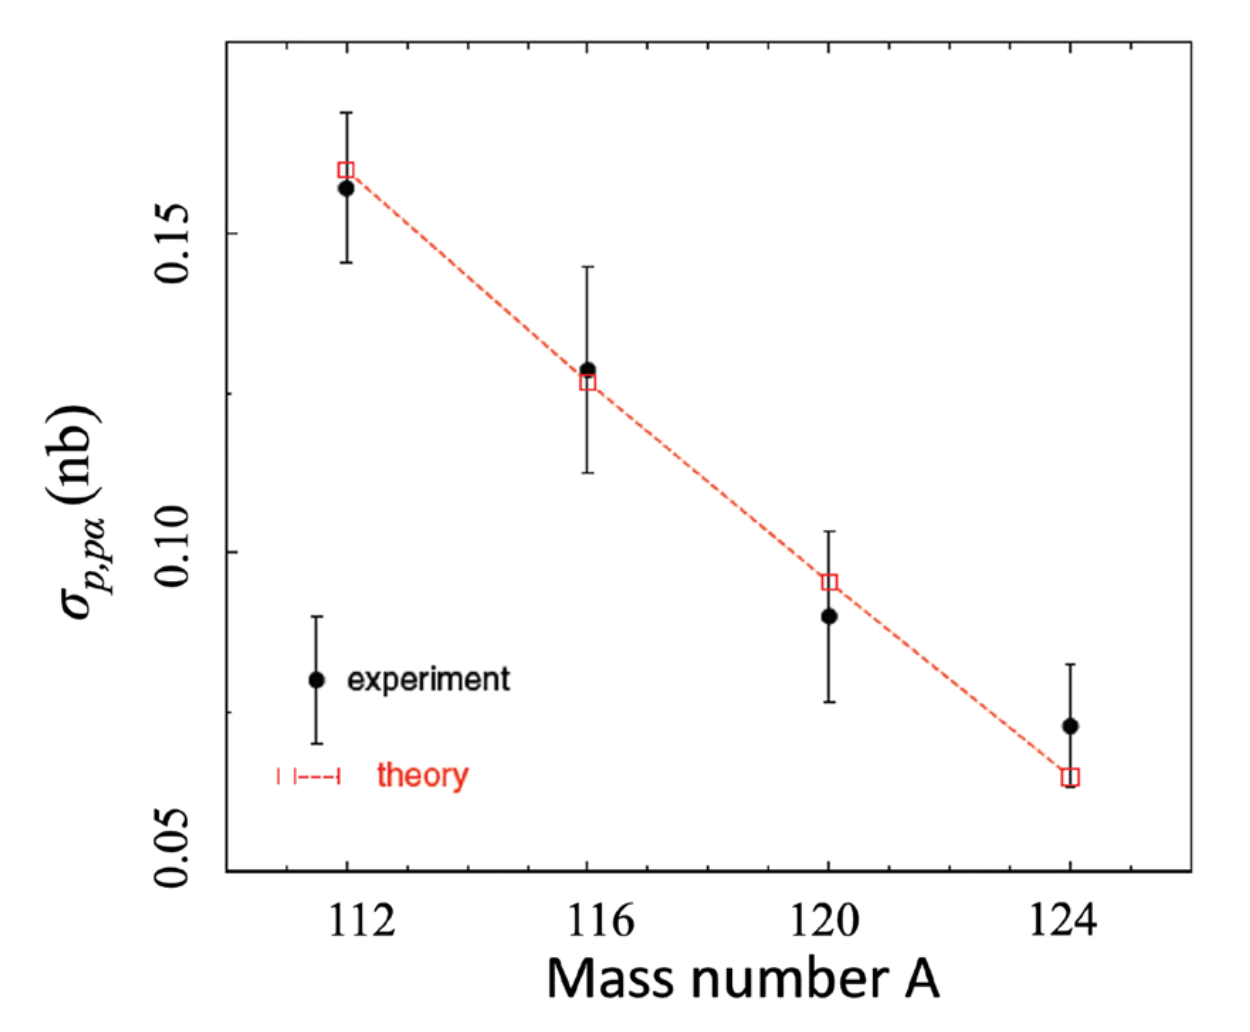 0.15
0.10
0.05
σp,pα (nb)
experiment
theory
112 116 120 124
Mass number A